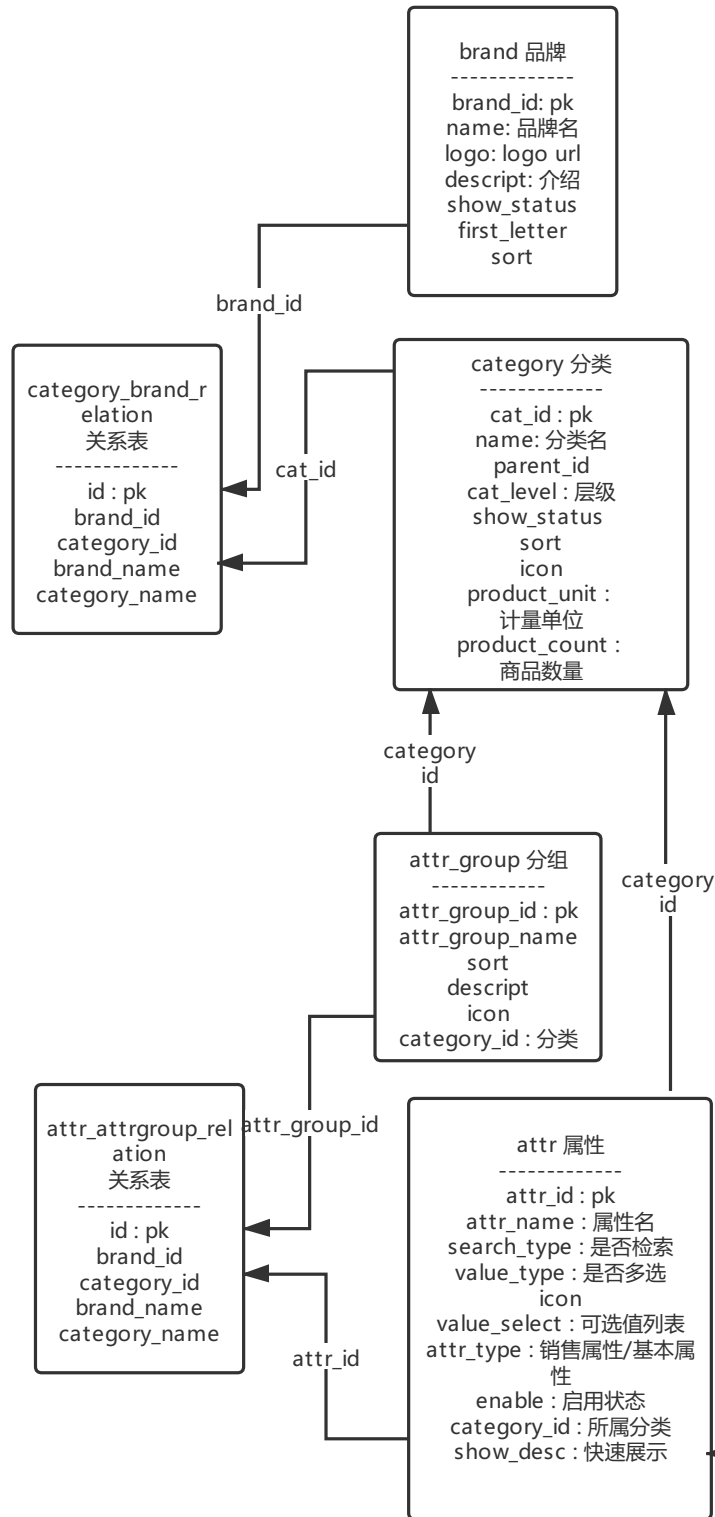 brand 品牌
-------------
brand_id: pk
name: 品牌名
logo: logo url
descript: 介绍
show_status
first_letter
sort
brand_id
category_brand_r
elation
关系表
-------------
id : pk
brand_id
category_id
brand_name
category_name
cat_id
category 分类
-------------
cat_id : pk
name: 分类名
parent_id
cat_level : 层级
show_status
sort
icon
product_unit :
计量单位
product_count :
商品数量
category
id
category
id
attr_group 分组
------------
attr_group_id : pk
attr_group_name
sort
descript
icon
category_id : 分类
attr_group_id
attr_attrgroup_rel
ation
关系表
-------------
id : pk
brand_id
category_id
brand_name
category_name
attr_id
attr 属性
-------------
attr_id : pk
attr_name : 属性名
search_type : 是否检索
value_type : 是否多选
icon
value_select : 可选值列表
attr_type : 销售属性/基本属
性
enable : 启用状态
category_id : 所属分类
show_desc : 快速展示